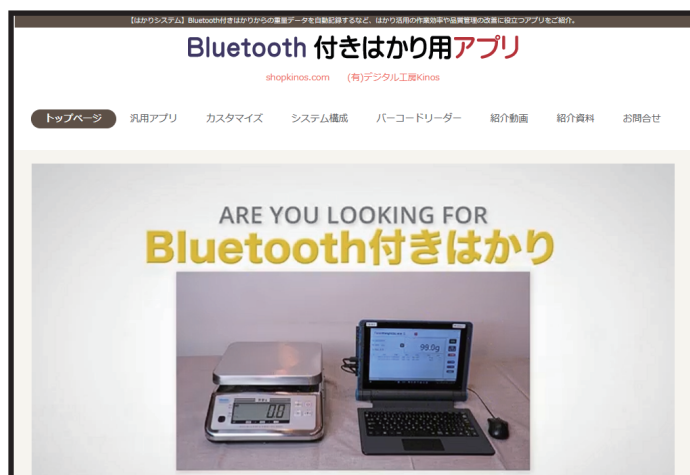 【はかりシステム】Bluetooth付きはかりからの重量データを自動記録するなど、はかり活用の作業効率や品質管理の改善に役立つアプリをご紹介。
Bluetooth 付きはかり用アプリ
shopkinos.com (有)デジタル工房Kinos
トップページ 汎用アプリ カスタマイズ システム構成 バーコードリーダー 紹介動画 紹介資料 お問合せ
ARE YOU LOOKING FOR
Bluetooth付きはかり
99.9g
0.0